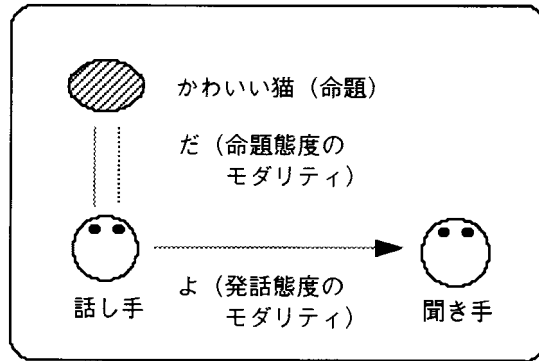 かわいい猫（命題）
だ（命題態度の
モダリティ）
よ（発話態度の
モダリティ）
話し手
聞き手